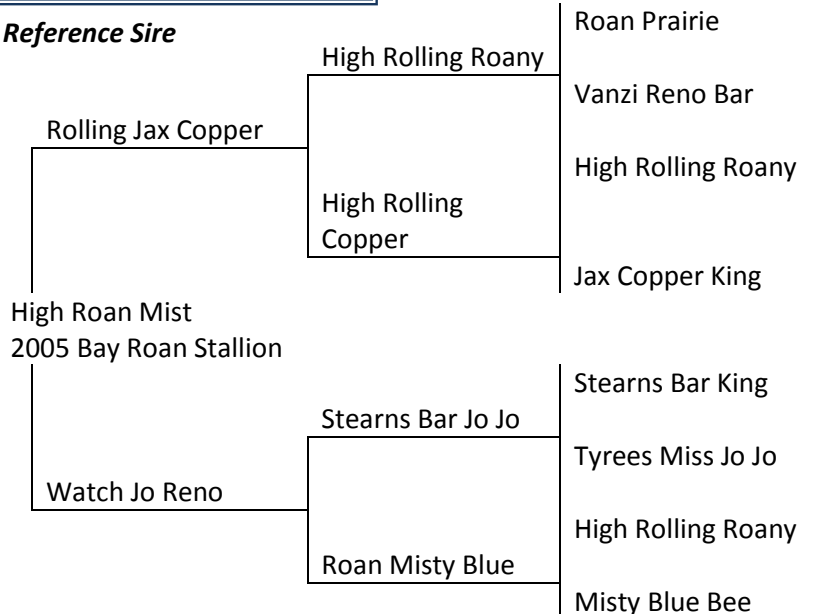 Reference Sire
Roan Prairie
High Rolling Roany
Vanzi Reno Bar
Rolling Jax Copper
High Rolling Roany
High Rolling
Copper
Jax Copper King
High Roan Mist
2005 Bay Roan Stallion
Stearns Bar King
Stearns Bar Jo Jo
Tyrees Miss Jo Jo
Watch Jo Reno
High Rolling Roany
Roan Misty Blue
Misty Blue Bee